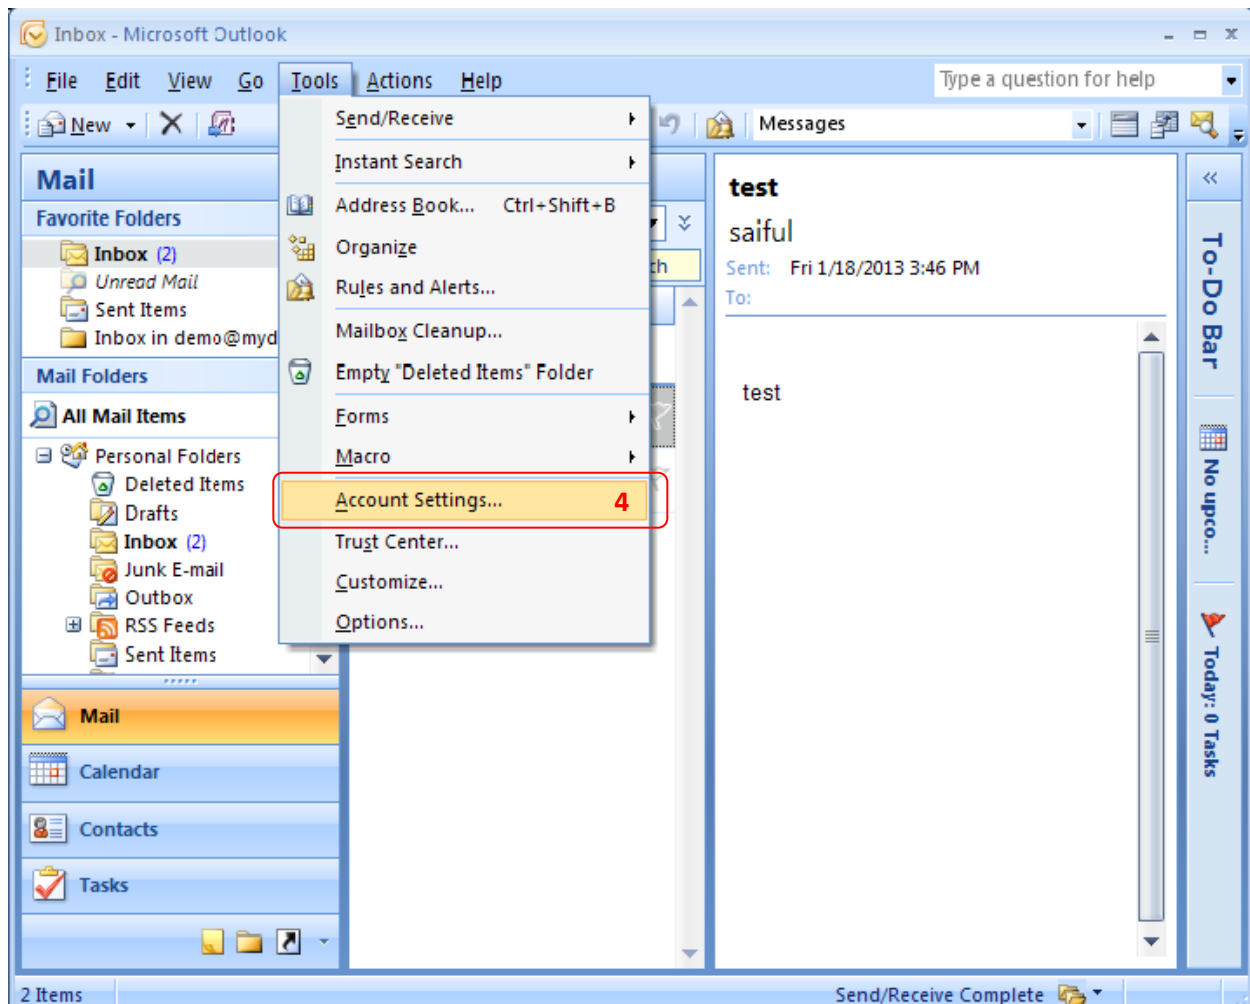 Inbox - Microsoft Outlook
File Edit View Go Tools Actions Help
Type a question for help
New
Messages
Send/Receive
Instant Search
Address Book... Ctrl+Shift+B
Organize
Rules and Alerts...
Mailbox Cleanup...
Empty "Deleted Items" Folder
Forms
Macro
Account Settings... 4
Trust Center...
Customize...
Options...
Mail
Favorite Folders
Inbox (2)
Unread Mail
Sent Items
Inbox in demo@myd
Mail Folders
All Mail Items
Personal Folders
Deleted Items
Drafts
Inbox (2)
Junk E-mail
Outbox
RSS Feeds
Sent Items
Mail
Calendar
Contacts
Tasks
test
saiful
Sent: Fri 1/18/2013 3:46 PM
To:
test
To-Do Bar
No upco...
Today: 0 Tasks
2 Items
Send/Receive Complete